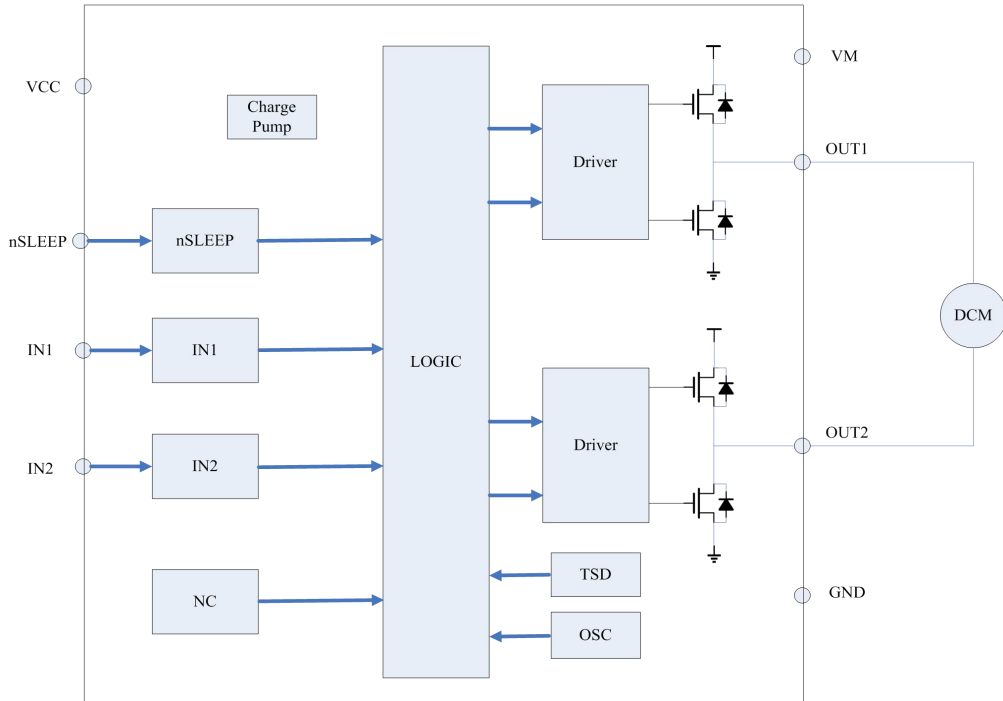 VM
VCC
Charge
Pump
Driver
OUT1
nSLEEP
nSLEEP
DCM
IN1
IN1
LOGIC
OUT2
Driver
IN2
IN2
TSD
GND
NC
OSC